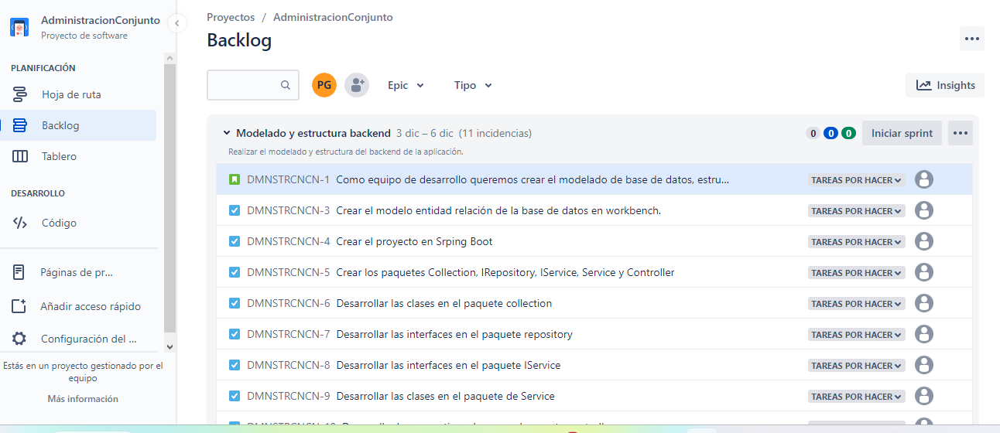 AdministracionConjunto
Proyecto de software
PLANIFICACIÓN
Hoja de ruta
Backlog
Tablero
DESARROLLO
Código
Páginas de pr...
Añadir acceso rápido
Configuración del ...
Estás en un proyecto gestionado por el
equipo
Más información
Proyectos / AdministracionConjunto
Backlog
PG Epic Tipo Insights
Modelado y estructura backend 3 dic – 6 dic (11 incidencias) 0 0 0 Iniciar sprint
Realizar el modelado y estructura del backend de la aplicación.
DMNSTRCNCN-1 Como equipo de desarrollo queremos crear el modelado de base de datos, estru... TAREAS POR HACER
DMNSTRCNCN-3 Crear el modelo entidad relación de la base de datos en workbench. TAREAS POR HACER
DMNSTRCNCN-4 Crear el proyecto en Srping Boot TAREAS POR HACER
DMNSTRCNCN-5 Crear los paquetes Collection, IRepository, IService, Service y Controller TAREAS POR HACER
DMNSTRCNCN-6 Desarrollar las clases en el paquete collection TAREAS POR HACER
DMNSTRCNCN-7 Desarrollar las interfaces en el paquete repository TAREAS POR HACER
DMNSTRCNCN-8 Desarrollar las interfaces en el paquete IService TAREAS POR HACER
DMNSTRCNCN-9 Desarrollar las clases en el paquete de Service TAREAS POR HACER